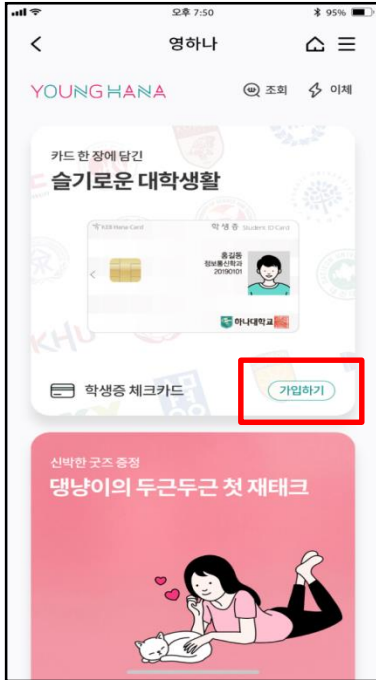 오후 7:50
95%
영하나
YOUNG HANA
조회
이체
카드 한 장에 담긴
슬기로운 대학생활
Hana Card
학생증 Student ID Card
홍길동
정보통신학과
20190101
하나대학교
KHU
학생증 체크카드
가입하기
신박한 굿즈 증정
댕냥이의 두근두근 첫 재태크